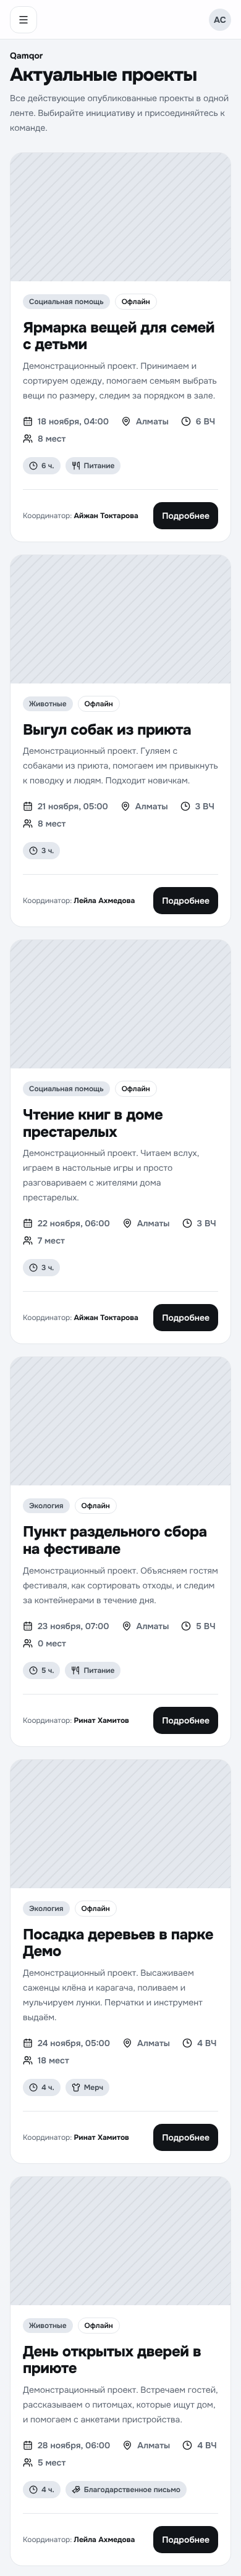 АС
Qamqor
Актуальные проекты
Все действующие опубликованные проекты в одной
ленте. Выбирайте инициативу и присоединяйтесь к
команде.
Социальная помощь Офлайн
Ярмарка вещей для семей
с детьми
Демонстрационный проект. Принимаем и
сортируем одежду, помогаем семьям выбрать
вещи по размеру, следим за порядком в зале.
18 ноября, 04:00 Алматы 6 ВЧ
8 мест
6 ч. Питание
Координатор: Айжан Токтарова Подробнее
Животные Офлайн
Выгул собак из приюта
Демонстрационный проект. Гуляем с
собаками из приюта, помогаем им привыкнуть
к поводку и людям. Подходит новичкам.
21 ноября, 05:00 Алматы 3 ВЧ
8 мест
3 ч.
Координатор: Лейла Ахмедова Подробнее
Социальная помощь Офлайн
Чтение книг в доме
престарелых
Демонстрационный проект. Читаем вслух,
играем в настольные игры и просто
разговариваем с жителями дома
престарелых.
22 ноября, 06:00 Алматы 3 ВЧ
7 мест
3 ч.
Координатор: Айжан Токтарова Подробнее
Экология Офлайн
Пункт раздельного сбора
на фестивале
Демонстрационный проект. Объясняем гостям
фестиваля, как сортировать отходы, и следим
за контейнерами в течение дня.
23 ноября, 07:00 Алматы 5 ВЧ
0 мест
5 ч. Питание
Координатор: Ринат Хамитов Подробнее
Экология Офлайн
Посадка деревьев в парке
Демо
Демонстрационный проект. Высаживаем
саженцы клёна и карагача, поливаем и
мульчируем лунки. Перчатки и инструмент
выдаём.
24 ноября, 05:00 Алматы 4 ВЧ
18 мест
4 ч. Мерч
Координатор: Ринат Хамитов Подробнее
Животные Офлайн
День открытых дверей в
приюте
Демонстрационный проект. Встречаем гостей,
рассказываем о питомцах, которые ищут дом,
и помогаем с анкетами пристройства.
28 ноября, 06:00 Алматы 4 ВЧ
5 мест
4 ч. Благодарственное письмо
Координатор: Лейла Ахмедова Подробнее